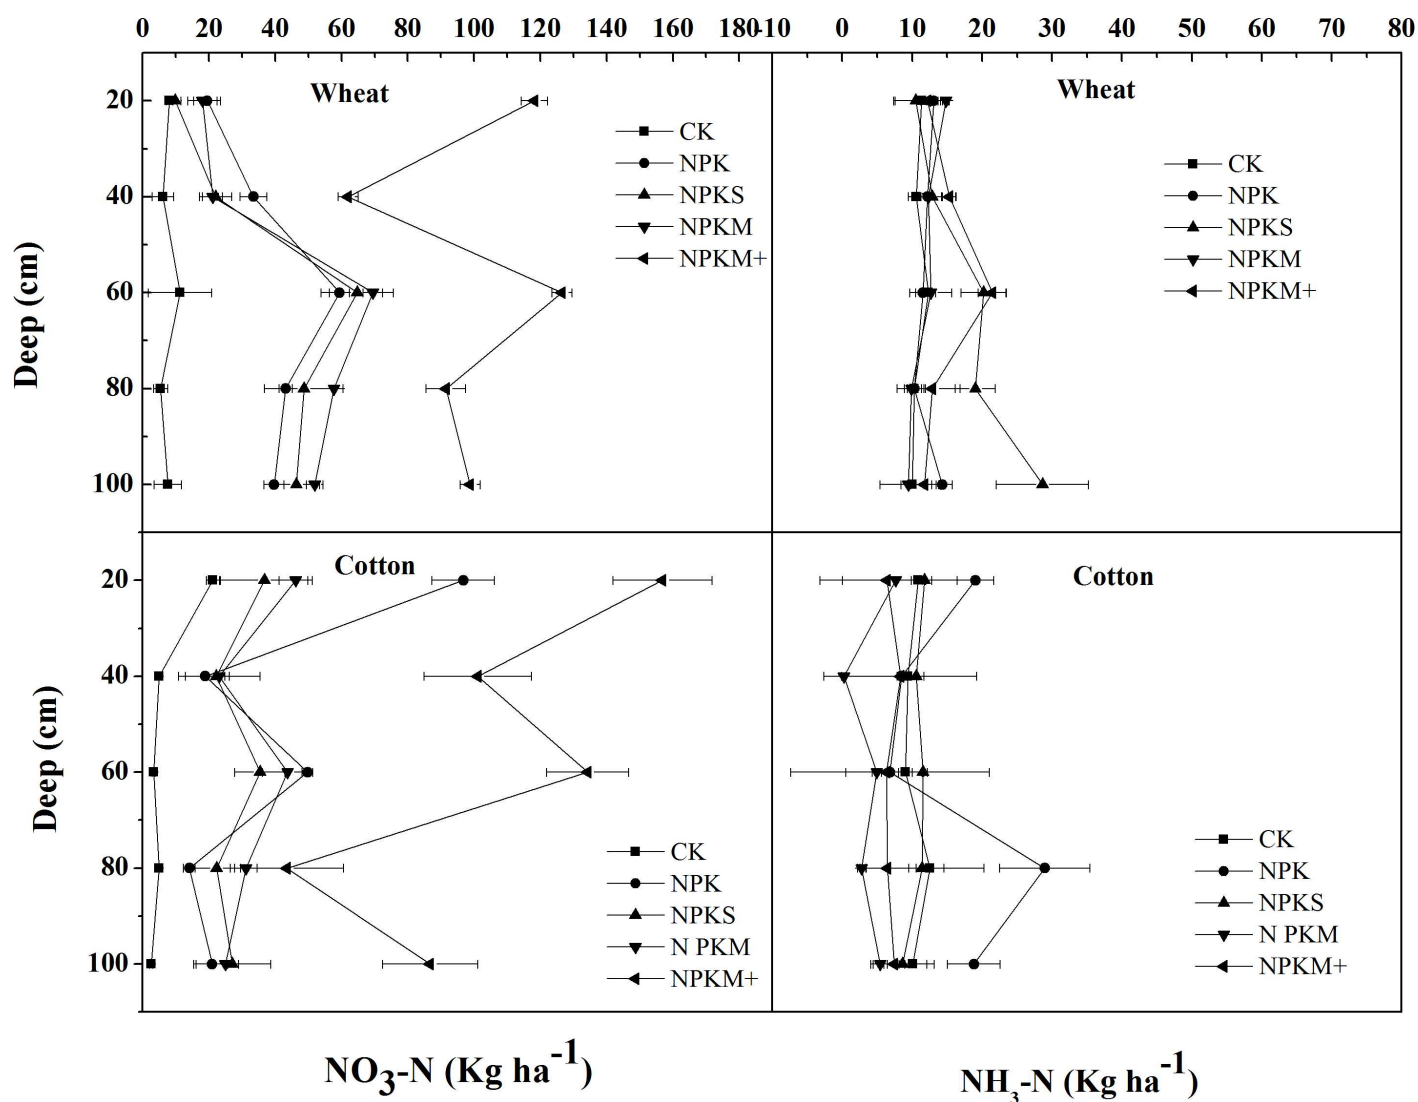 0 20 40 60 80 100 120 140 160 180 -10 0 10 20 30 40 50 60 70 80
Wheat
Wheat
Deep (cm)
20
40
60
80
100
CK
NPK
NPKS
NPKM
NPKM+
CK
NPK
NPKS
NPKM
NPKM+
Cotton
Cotton
Deep (cm)
20
40
60
80
100
CK
NPK
NPKS
N PKM
NPKM+
CK
NPK
NPKS
N PKM
NPKM+
NO3-N (Kg ha-1)
NH3-N (Kg ha-1)